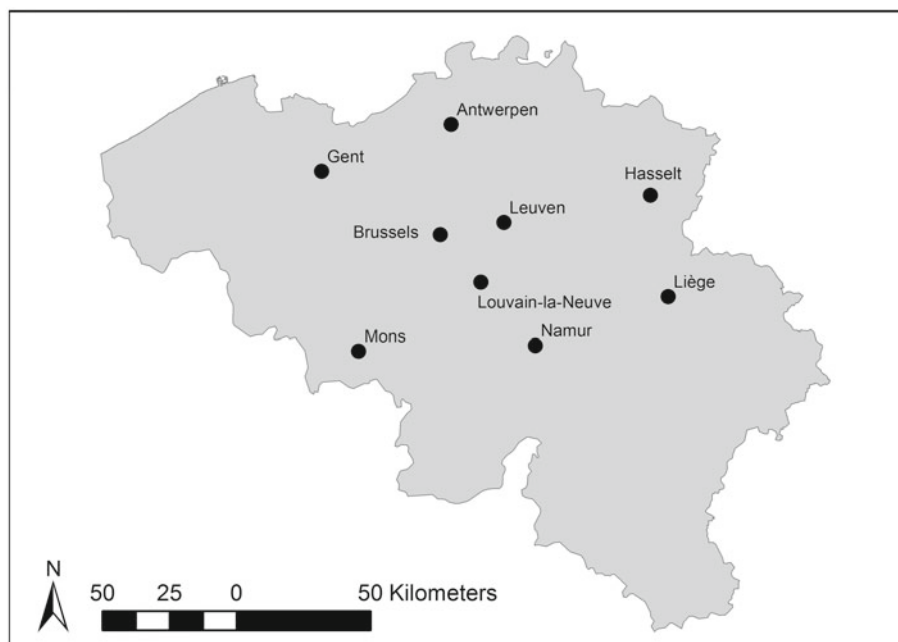 Antwerpen
Gent
Hasselt
Leuven
Brussels
Liège
Louvain-la-Neuve
Mons
Namur
N
50 25 0 50 Kilometers